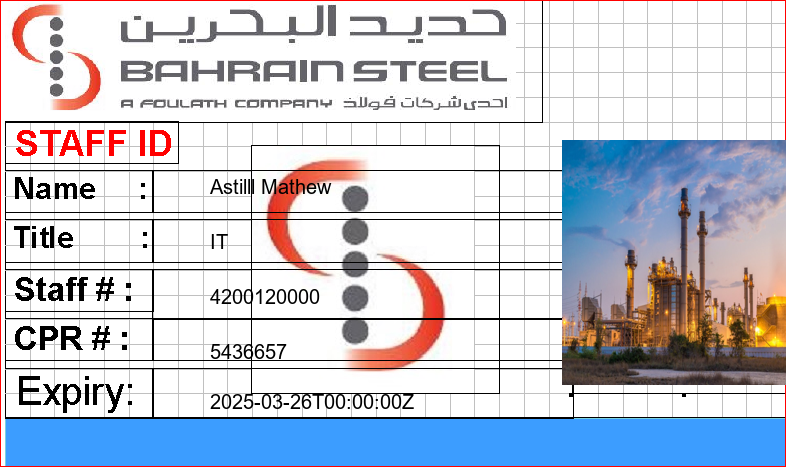 حديد البحرين
BAHRAIN STEEL
A FOULATH COMPANY احدى شركات فولاذ
STAFF ID
Name : Astilll Mathew
Title : IT
Staff # : 4200120000
CPR # : 5436657
Expiry: 2025-03-26T00:00:00Z